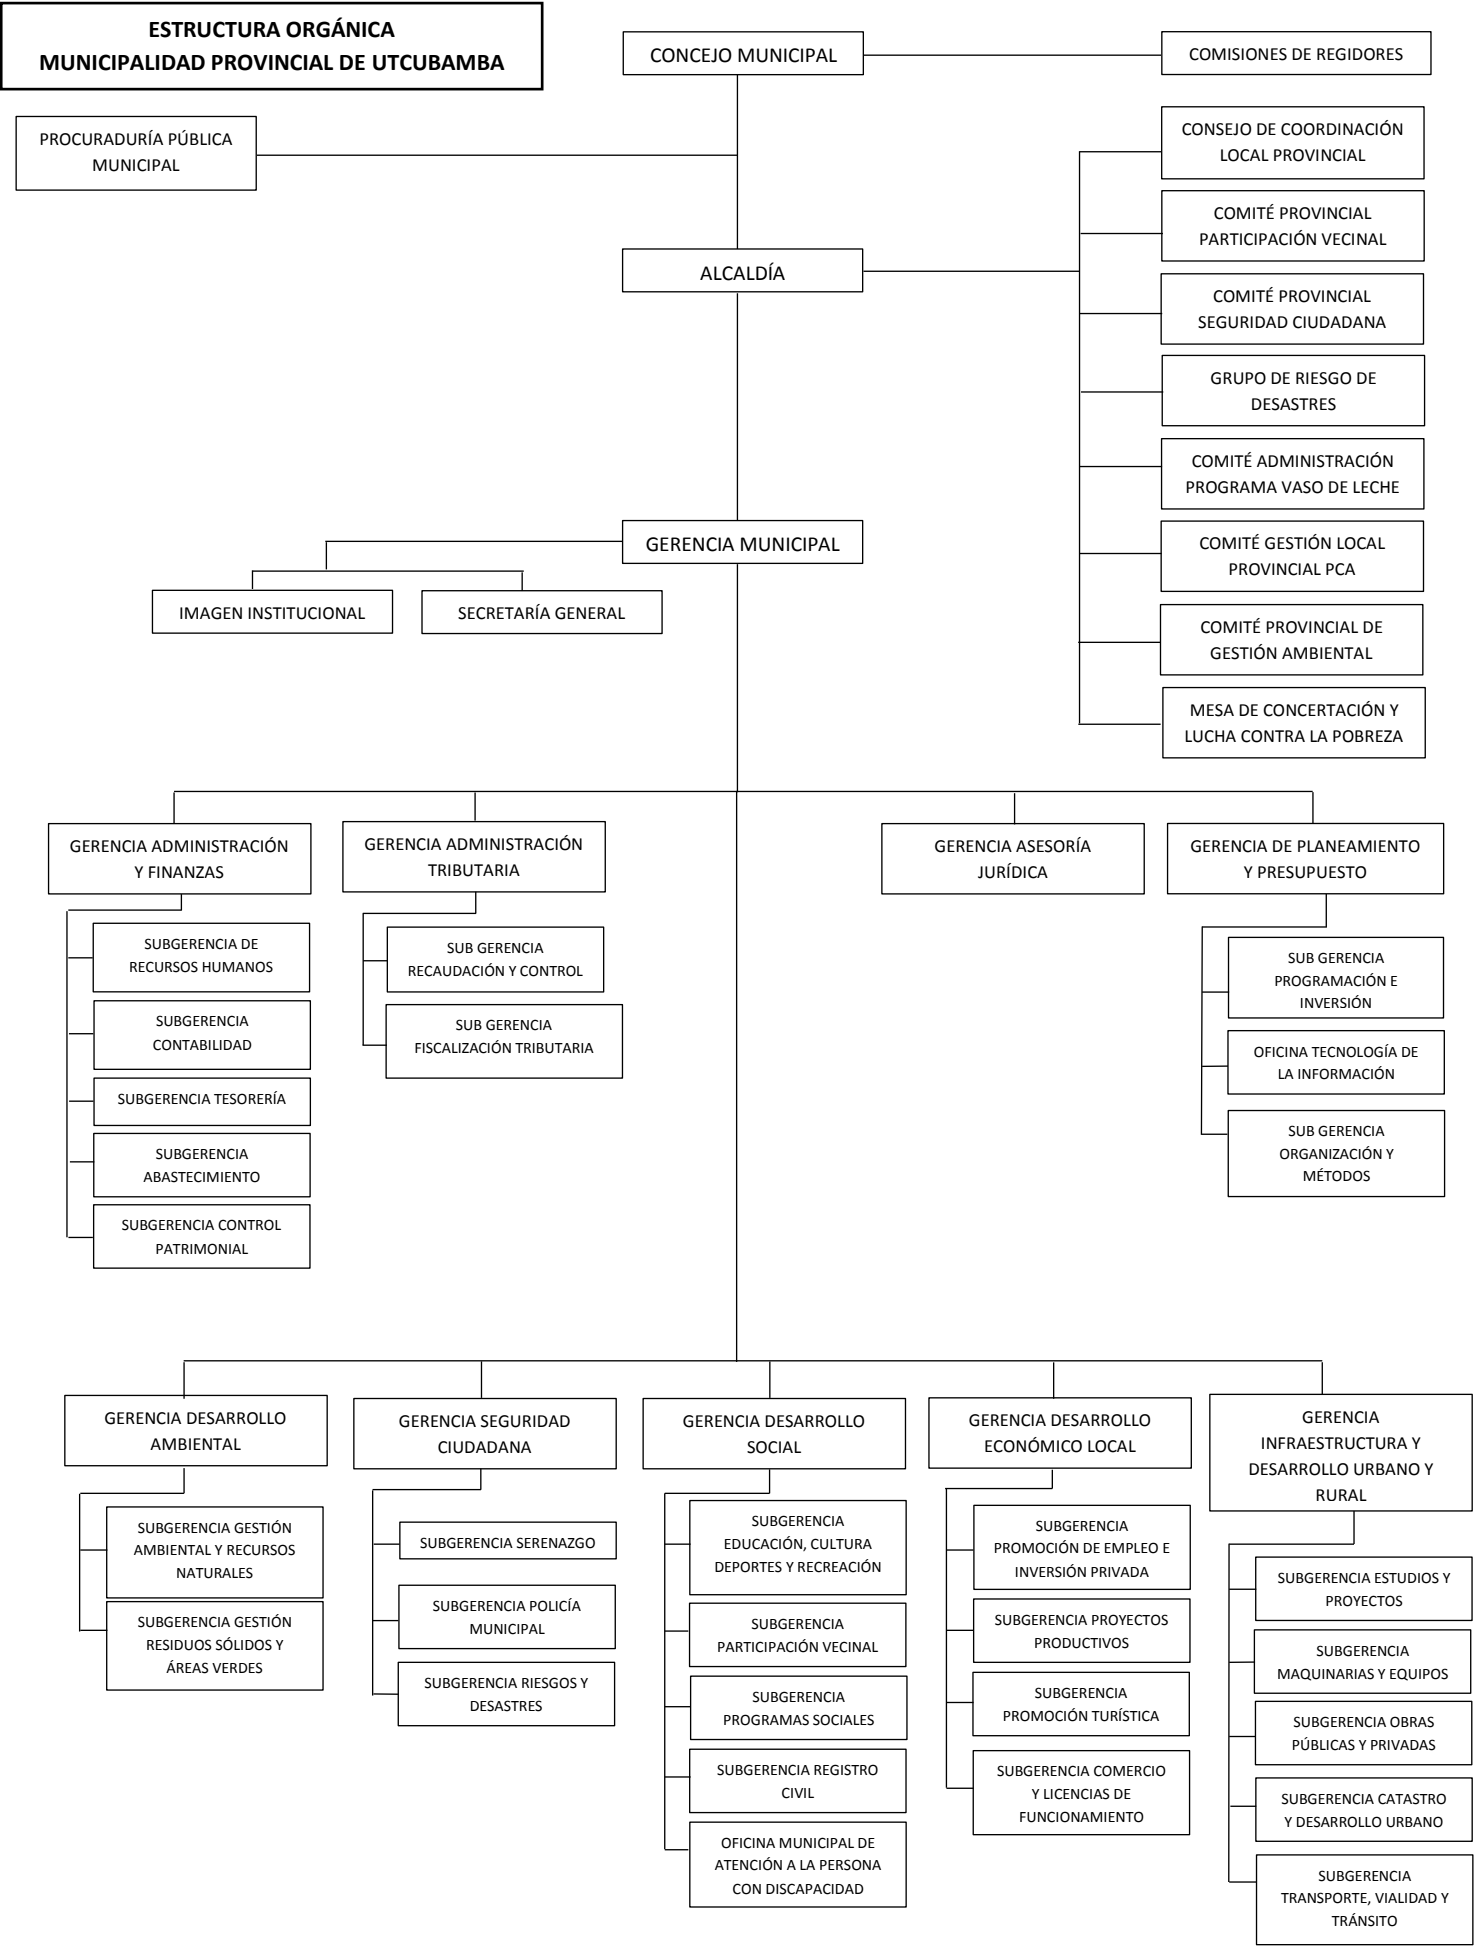 ESTRUCTURA ORGÁNICA
MUNICIPALIDAD PROVINCIAL DE UTCUBAMBA
CONCEJO MUNICIPAL
COMISIONES DE REGIDORES
PROCURADURÍA PÚBLICA
MUNICIPAL
CONSEJO DE COORDINACIÓN
LOCAL PROVINCIAL
COMITÉ PROVINCIAL
PARTICIPACIÓN VECINAL
ALCALDÍA
COMITÉ PROVINCIAL
SEGURIDAD CIUDADANA
GRUPO DE RIESGO DE
DESASTRES
COMITÉ ADMINISTRACIÓN
PROGRAMA VASO DE LECHE
GERENCIA MUNICIPAL
COMITÉ GESTIÓN LOCAL
PROVINCIAL PCA
IMAGEN INSTITUCIONAL
SECRETARÍA GENERAL
COMITÉ PROVINCIAL DE
GESTIÓN AMBIENTAL
MESA DE CONCERTACIÓN Y
LUCHA CONTRA LA POBREZA
GERENCIA ADMINISTRACIÓN
Y FINANZAS
SUBGERENCIA DE
RECURSOS HUMANOS
SUBGERENCIA
CONTABILIDAD
SUBGERENCIA TESORERÍA
SUBGERENCIA
ABASTECIMIENTO
SUBGERENCIA CONTROL
PATRIMONIAL
GERENCIA ADMINISTRACIÓN
TRIBUTARIA
SUB GERENCIA
RECAUDACIÓN Y CONTROL
SUB GERENCIA
FISCALIZACIÓN TRIBUTARIA
GERENCIA ASESORÍA
JURÍDICA
GERENCIA DE PLANEAMIENTO
Y PRESUPUESTO
SUB GERENCIA
PROGRAMACIÓN E
INVERSIÓN
OFICINA TECNOLOGÍA DE
LA INFORMACIÓN
SUB GERENCIA
ORGANIZACIÓN Y
MÉTODOS
GERENCIA DESARROLLO
AMBIENTAL
SUBGERENCIA GESTIÓN
AMBIENTAL Y RECURSOS
NATURALES
SUBGERENCIA GESTIÓN
RESIDUOS SÓLIDOS Y
ÁREAS VERDES
GERENCIA SEGURIDAD
CIUDADANA
SUBGERENCIA SERENAZGO
SUBGERENCIA POLICÍA
MUNICIPAL
SUBGERENCIA RIESGOS Y
DESASTRES
GERENCIA DESARROLLO
SOCIAL
SUBGERENCIA
EDUCACIÓN, CULTURA
DEPORTES Y RECREACIÓN
SUBGERENCIA
PARTICIPACIÓN VECINAL
SUBGERENCIA
PROGRAMAS SOCIALES
SUBGERENCIA REGISTRO
CIVIL
OFICINA MUNICIPAL DE
ATENCIÓN A LA PERSONA
CON DISCAPACIDAD
GERENCIA DESARROLLO
ECONÓMICO LOCAL
SUBGERENCIA
PROMOCIÓN DE EMPLEO E
INVERSIÓN PRIVADA
SUBGERENCIA PROYECTOS
PRODUCTIVOS
SUBGERENCIA
PROMOCIÓN TURÍSTICA
SUBGERENCIA COMERCIO
Y LICENCIAS DE
FUNCIONAMIENTO
GERENCIA
INFRAESTRUCTURA Y
DESARROLLO URBANO Y
RURAL
SUBGERENCIA ESTUDIOS Y
PROYECTOS
SUBGERENCIA
MAQUINARIAS Y EQUIPOS
SUBGERENCIA OBRAS
PÚBLICAS Y PRIVADAS
SUBGERENCIA CATASTRO
Y DESARROLLO URBANO
SUBGERENCIA
TRANSPORTE, VIALIDAD Y
TRÁNSITO